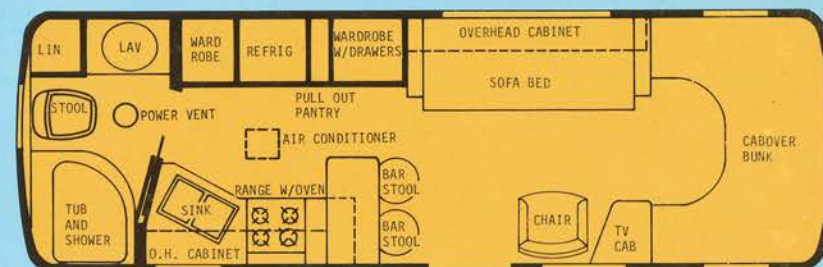 LIN
LAV
WARD
ROBE
REFRIG
WARDROBE
W/DRAWERS
OVERHEAD CABINET
SOFA BED
STOOL
POWER VENT
PULL OUT
PANTRY
AIR CONDITIONER
CABOVER
BUNK
TUB
AND
SHOWER
SINK
RANGE W/OVEN
BAR
STOOL
BAR
STOOL
CHAIR
TV
CAB
O.H. CABINET